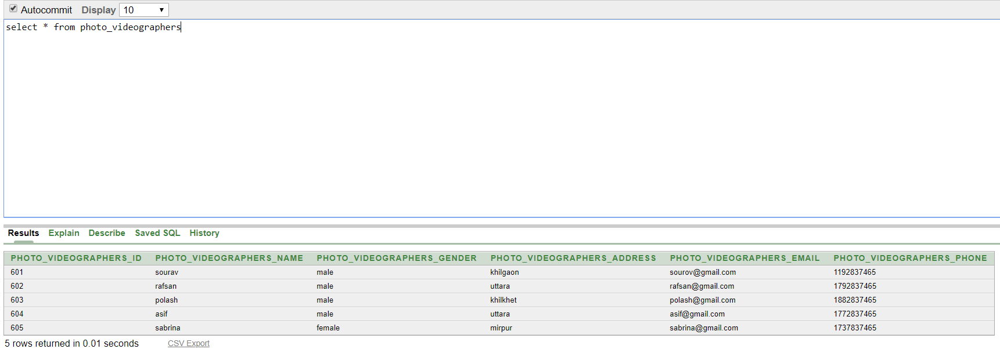 Autocommit Display 10
select * from photo_videographers
Results Explain Describe Saved SQL History
PHOTO_VIDEOGRAPHERS_ID PHOTO_VIDEOGRAPHERS_NAME PHOTO_VIDEOGRAPHERS_GENDER PHOTO_VIDEOGRAPHERS_ADDRESS PHOTO_VIDEOGRAPHERS_EMAIL PHOTO_VIDEOGRAPHERS_PHONE
601 sourav male khilgaon sourov@gmail.com 1192837465
602 rafsan male uttara rafsan@gmail.com 1792837465
603 polash male khilkhet polash@gmail.com 1882837465
604 asif male uttara asif@gmail.com 1772837465
605 sabrina female mirpur sabrina@gmail.com 1737837465
5 rows returned in 0.01 seconds CSV Export